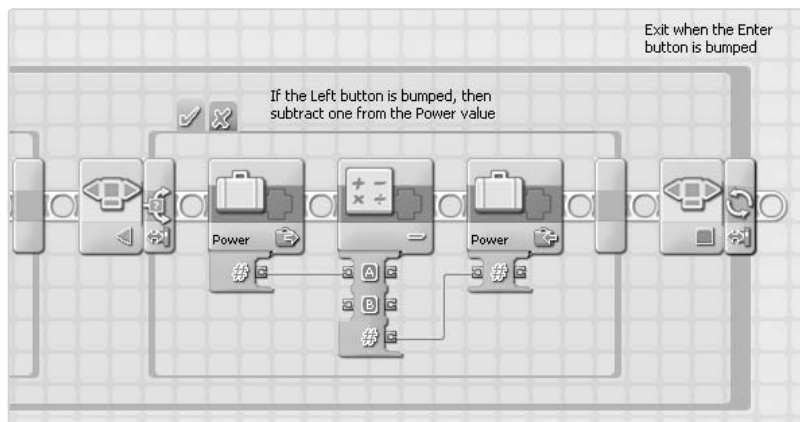 Exit when the Enter
button is bumped
If the Left button is bumped, then
subtract one from the Power value
Power
Power
#
A
#
B
#